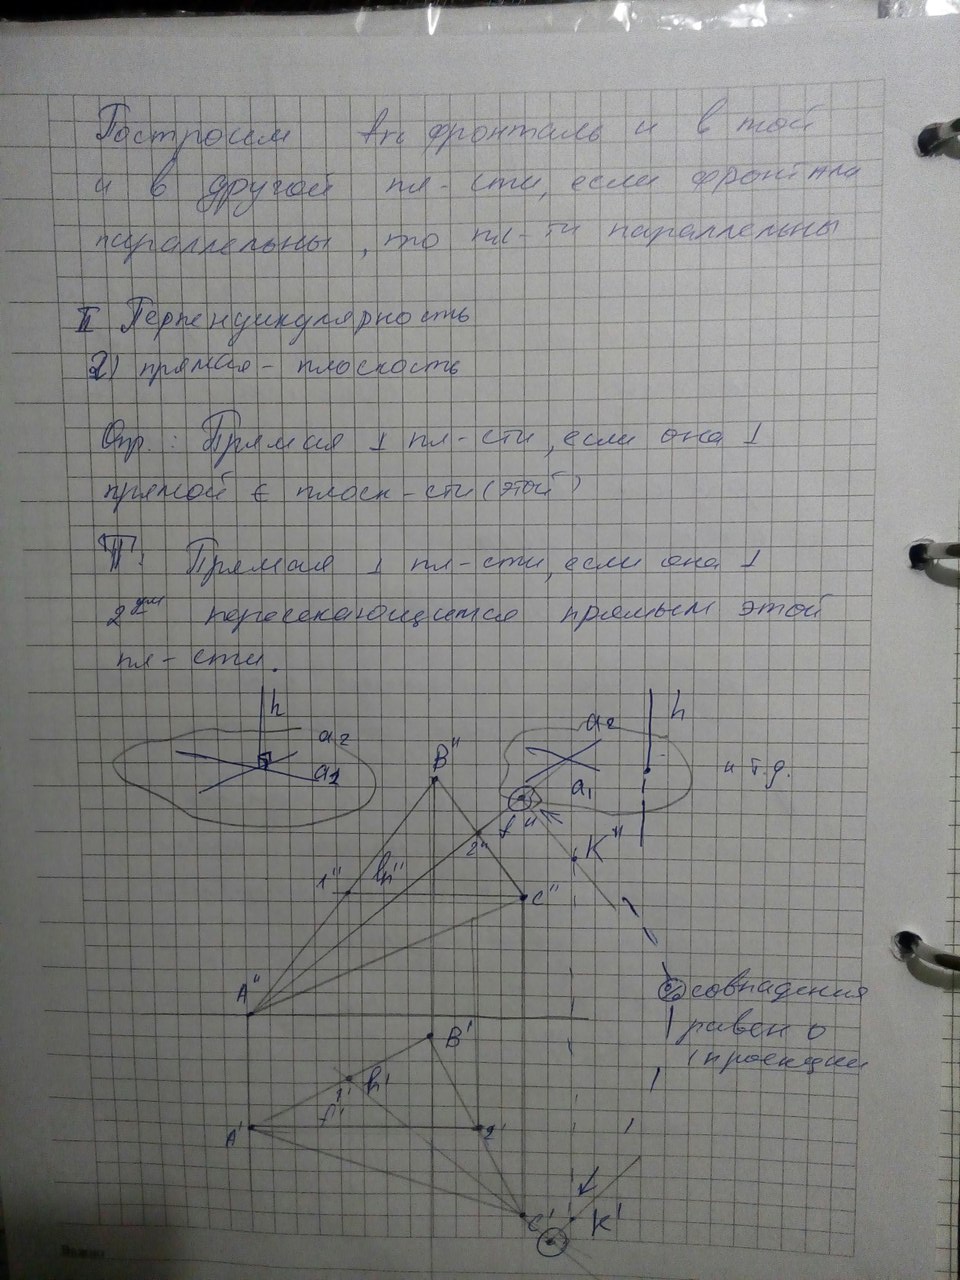 Построим fn фронталь и в той
и в другой пл-сти, если фронтали
параллельны, то пл-ти параллельны
II Перпендикулярность
2) прямая - плоскость
Опр.: Прямая ⊥ пл-сти, если она ⊥
прямой ∈ плоск-сти (этой)
П: Прямая ⊥ пл-сти, если она ⊥
2ум пересекающимся прямым этой
пл-сти.
h
a2
a1
a2
h
a1
и т.д.
B"
f"
2"
K"
1"
h"
C"
A"
% совпадения
равен 0
(проекции
B'
1'
h'
f'
A'
2'
C'
K'